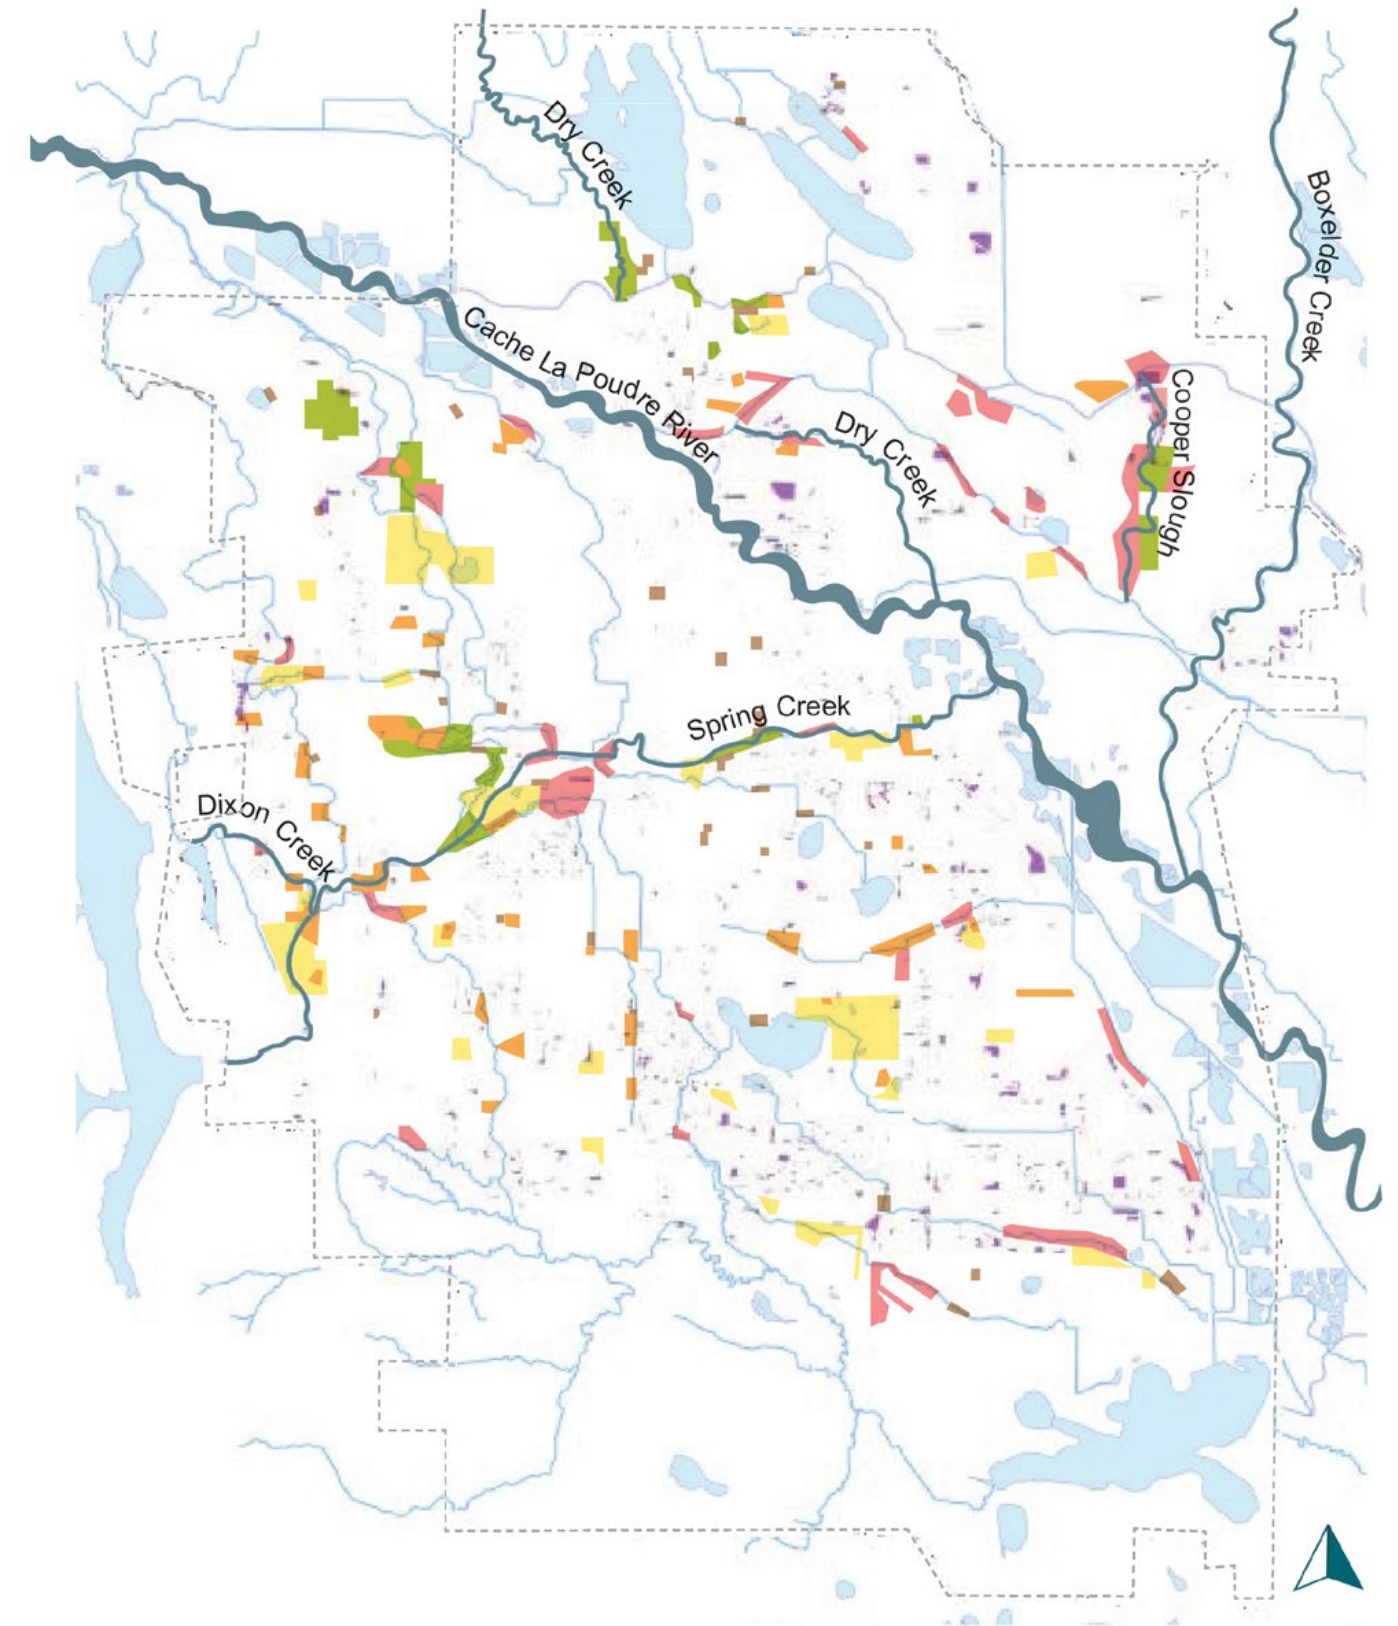 Dry Creek
Boxelder Creek
Cache La Poudre River
Cooper Slough
Dry Creek
Spring Creek
Dixon Creek